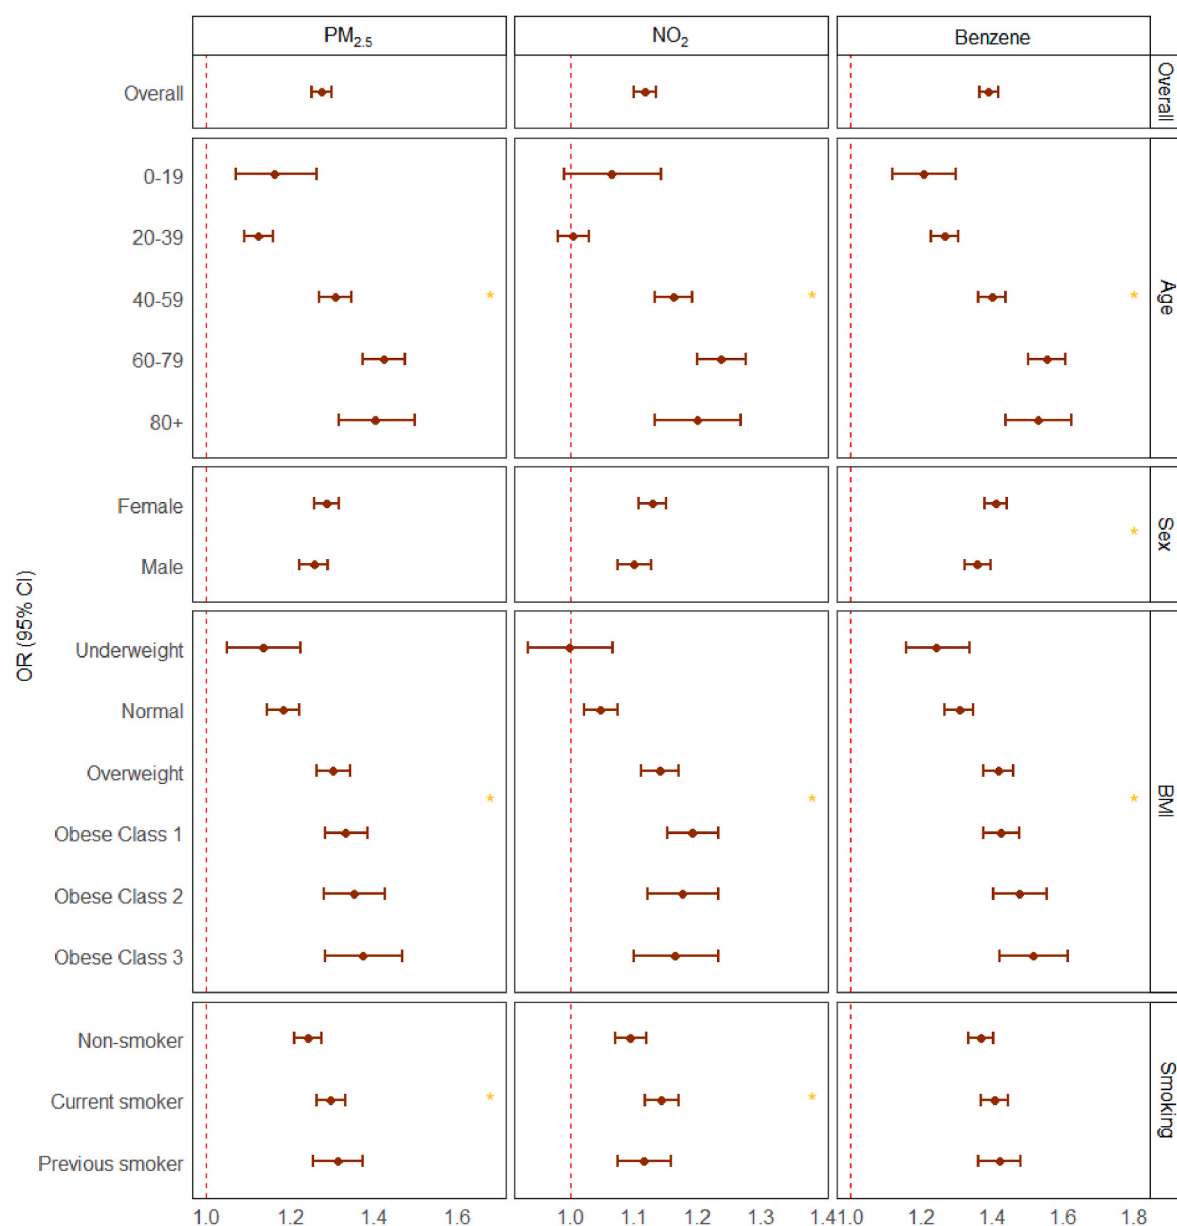 PM2.5 NO2 Benzene
Overall
Overall
0-19
20-39
40-59
60-79
80+
Age
*
*
*
Female
Male
Sex
*
OR (95% CI)
Underweight
Normal
Overweight
Obese Class 1
Obese Class 2
Obese Class 3
BMI
*
*
*
Non-smoker
Current smoker
Previous smoker
Smoking
*
*
1.0 1.2 1.4 1.6 1.0 1.1 1.2 1.3 1.4 1.0 1.2 1.4 1.6 1.8